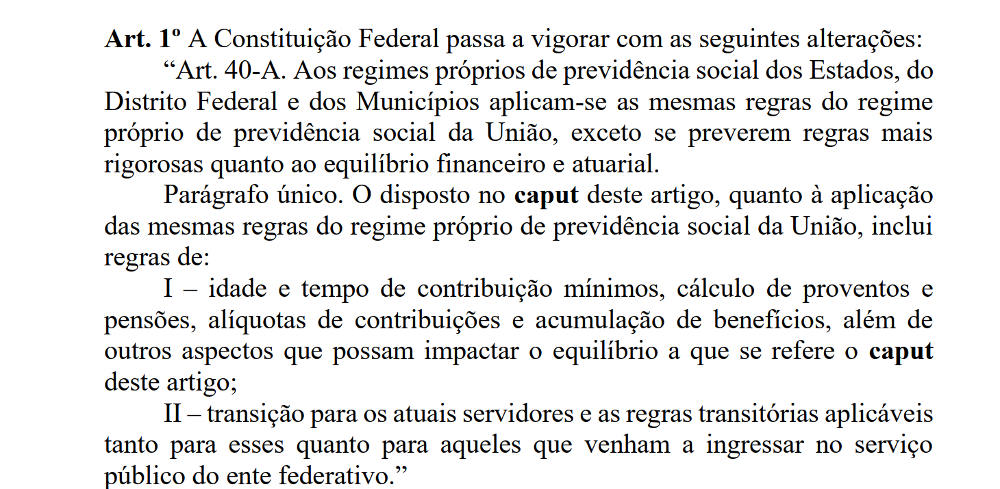 Art. 1º A Constituição Federal passa a vigorar com as seguintes alterações:
“Art. 40-A. Aos regimes próprios de previdência social dos Estados, do
Distrito Federal e dos Municípios aplicam-se as mesmas regras do regime
próprio de previdência social da União, exceto se preverem regras mais
rigorosas quanto ao equilíbrio financeiro e atuarial.
Parágrafo único. O disposto no caput deste artigo, quanto à aplicação
das mesmas regras do regime próprio de previdência social da União, inclui
regras de:
I – idade e tempo de contribuição mínimos, cálculo de proventos e
pensões, alíquotas de contribuições e acumulação de benefícios, além de
outros aspectos que possam impactar o equilíbrio a que se refere o caput
deste artigo;
II – transição para os atuais servidores e as regras transitórias aplicáveis
tanto para esses quanto para aqueles que venham a ingressar no serviço
público do ente federativo.”